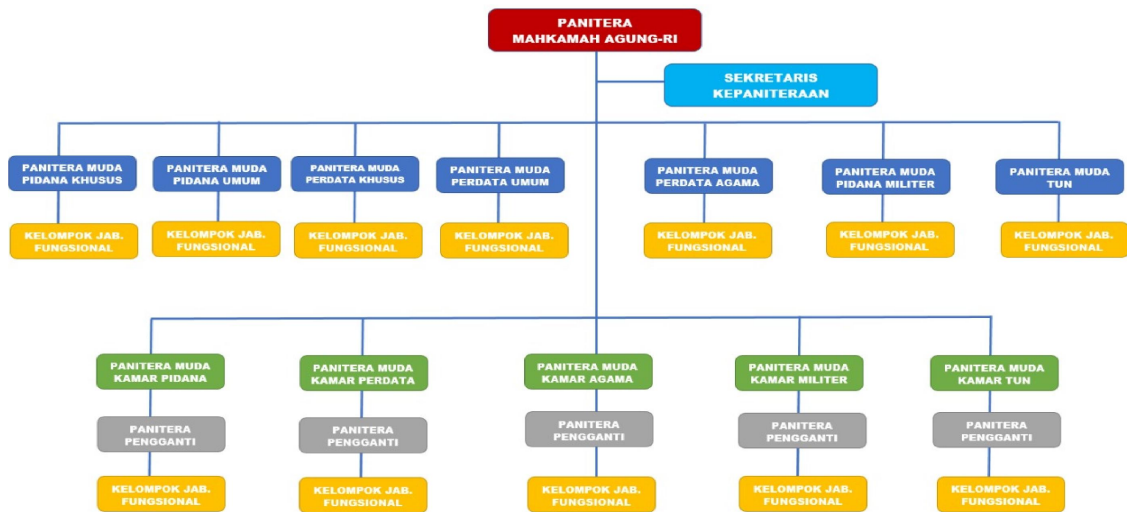 PANITERA
MAHKAMAH AGUNG-RI
SEKRETARIS
KEPANITERAAN
PANITERA MUDA
PIDANA KHUSUS
PANITERA MUDA
PIDANA UMUM
PANITERA MUDA
PERDATA KHUSUS
PANITERA MUDA
PERDATA UMUM
PANITERA MUDA
PERDATA AGAMA
PANITERA MUDA
PIDANA MILITER
PANITERA MUDA
TUN
KELOMPOK JAB.
FUNGSIONAL
KELOMPOK JAB.
FUNGSIONAL
KELOMPOK JAB.
FUNGSIONAL
KELOMPOK JAB.
FUNGSIONAL
KELOMPOK JAB.
FUNGSIONAL
KELOMPOK JAB.
FUNGSIONAL
KELOMPOK JAB.
FUNGSIONAL
PANITERA MUDA
KAMAR PIDANA
PANITERA MUDA
KAMAR PERDATA
PANITERA MUDA
KAMAR AGAMA
PANITERA MUDA
KAMAR MILITER
PANITERA MUDA
KAMAR TUN
PANITERA
PENGGANTI
PANITERA
PENGGANTI
PANITERA
PENGGANTI
PANITERA
PENGGANTI
PANITERA
PENGGANTI
KELOMPOK JAB.
FUNGSIONAL
KELOMPOK JAB.
FUNGSIONAL
KELOMPOK JAB.
FUNGSIONAL
KELOMPOK JAB.
FUNGSIONAL
KELOMPOK JAB.
FUNGSIONAL